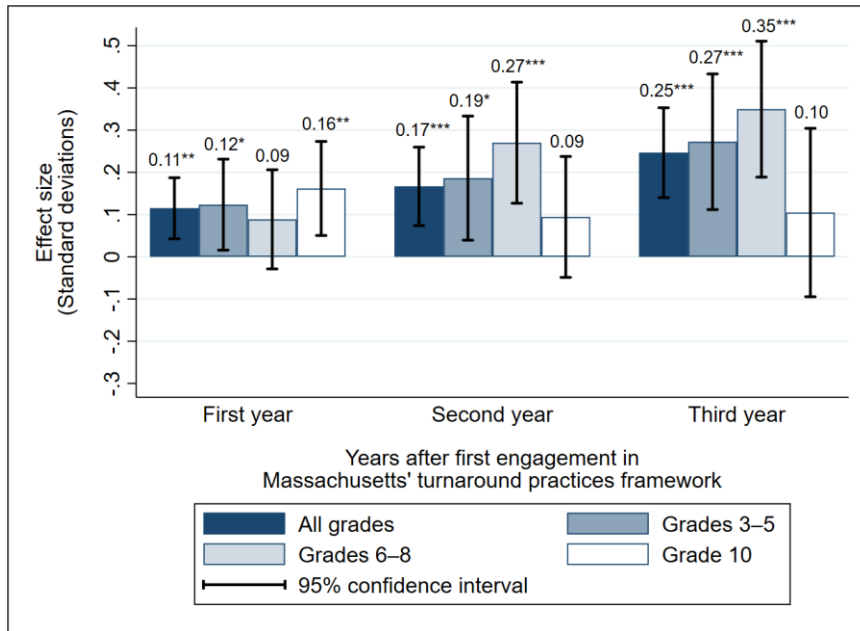 Effect size
(Standard deviations)
.5
.4
.3
.2
.1
0
-.1
-.2
-.3
0.11**
0.12*
0.09
0.16**
0.17***
0.19*
0.27***
0.09
0.25***
0.27***
0.35***
0.10
First year
Second year
Third year
Years after first engagement in
Massachusetts' turnaround practices framework
All grades
Grades 3–5
Grades 6–8
Grade 10
95% confidence interval